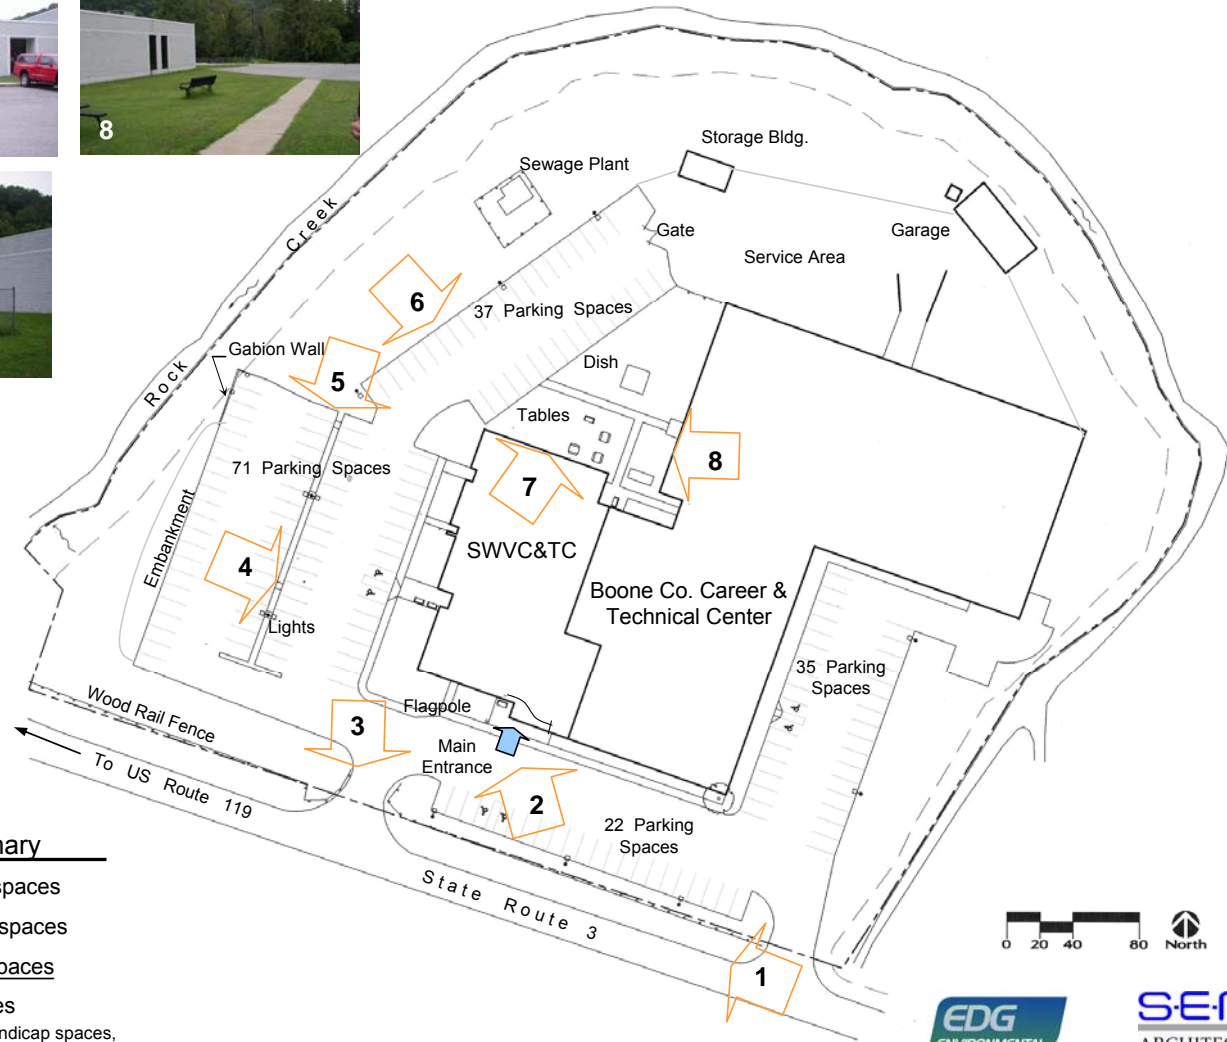 8
Storage Bldg.
Sewage Plant
Rock Creek
Gate
Garage
Service Area
6
37 Parking Spaces
Gabion Wall
5
Dish
Tables
71 Parking Spaces
8
7
Embankment
4
SWVC&TC
Boone Co. Career &
Technical Center
Lights
35 Parking
Spaces
Wood Rail Fence
Flagpole
3
Main
Entrance
To US Route 119
2
22 Parking
Spaces
State Route 3
1
0 20 40 80
North
spaces
spaces
EDG